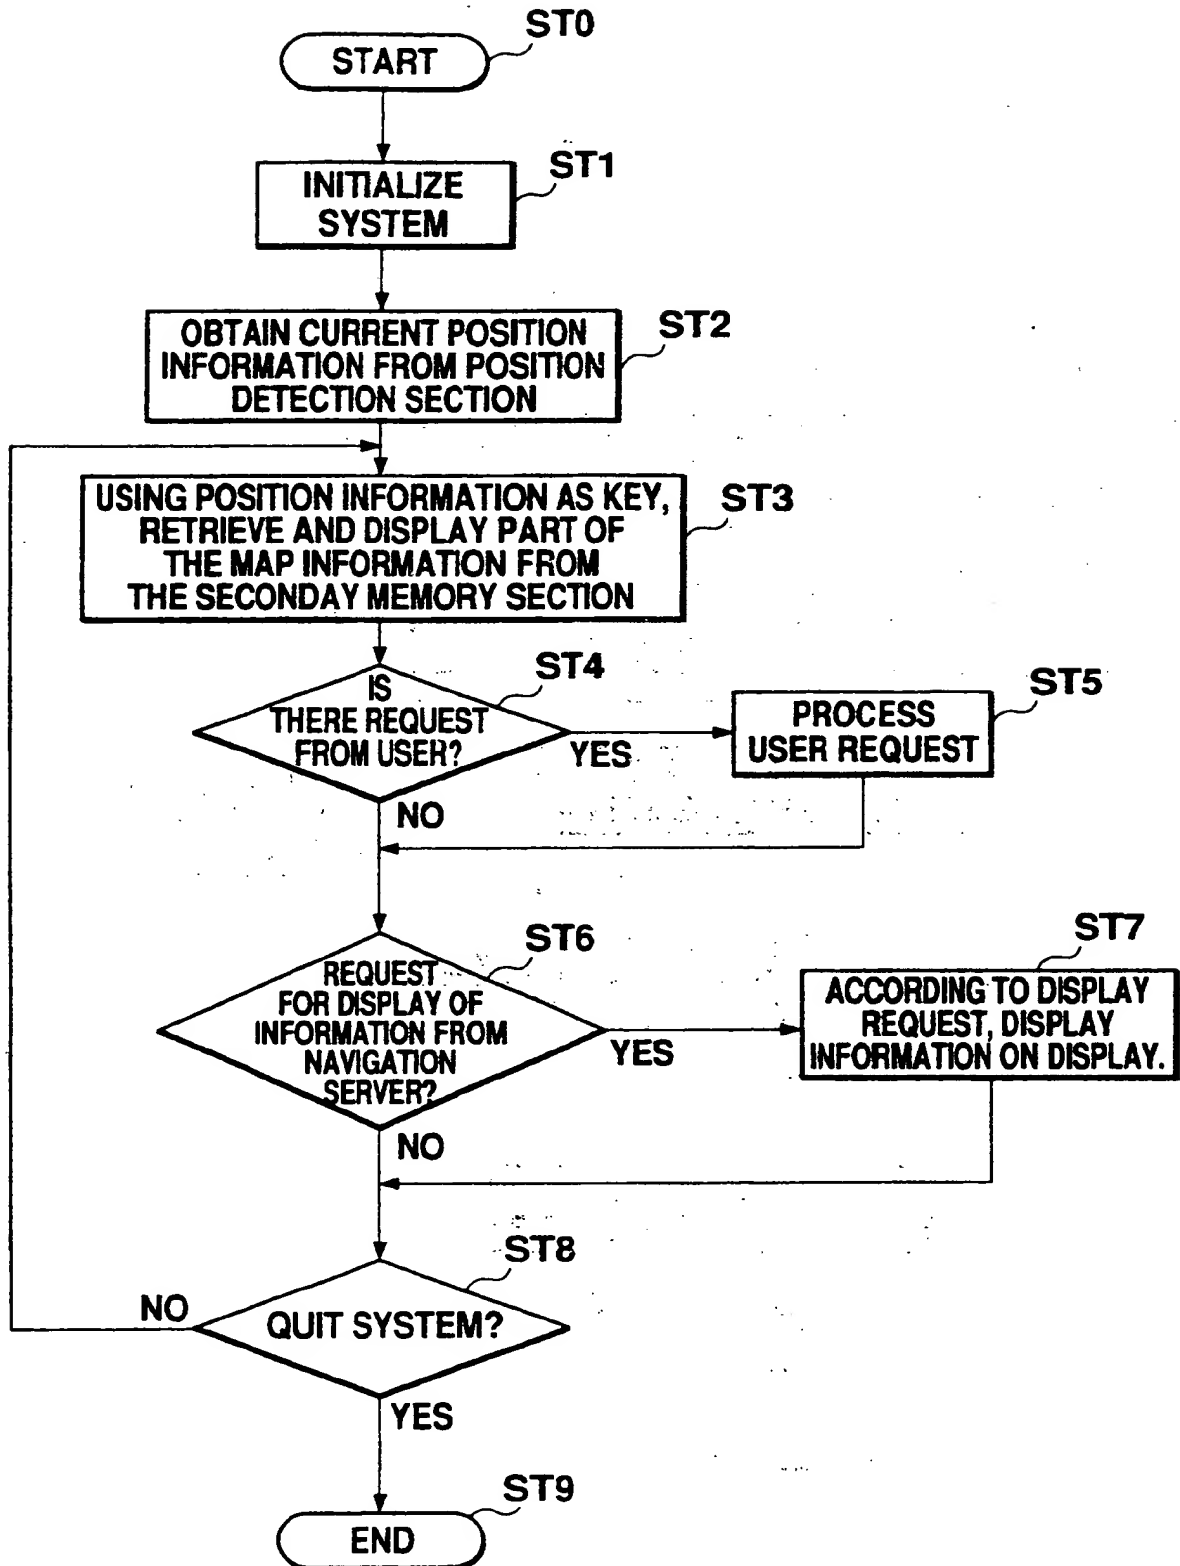 ST0
START
ST1
INITIALIZE
SYSTEM
ST2
OBTAIN CURRENT POSITION
INFORMATION FROM POSITION
DETECTION SECTION
ST3
USING POSITION INFORMATION AS KEY,
RETRIEVE AND DISPLAY PART OF
THE MAP INFORMATION FROM
THE SECONDAY MEMORY SECTION
ST4
IS
THERE REQUEST
FROM USER?
YES
ST5
PROCESS
USER REQUEST
NO
ST6
REQUEST
FOR DISPLAY OF
INFORMATION FROM
NAVIGATION
SERVER?
YES
ST7
ACCORDING TO DISPLAY
REQUEST, DISPLAY
INFORMATION ON DISPLAY.
NO
ST8
NO
QUIT SYSTEM?
YES
ST9
END